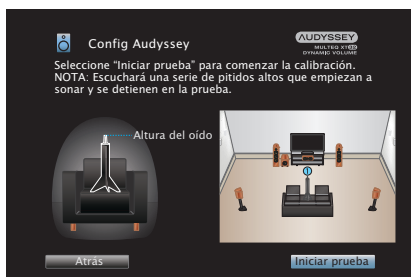 Config Audyssey
AUDYSSEY
MULTEQ XT32
DYNAMIC VOLUME
Seleccione “Iniciar prueba” para comenzar la calibración.
NOTA: Escuchará una serie de pitidos altos que empiezan a
sonar y se detienen en la prueba.
Altura del oído
1
Atrás
Iniciar prueba